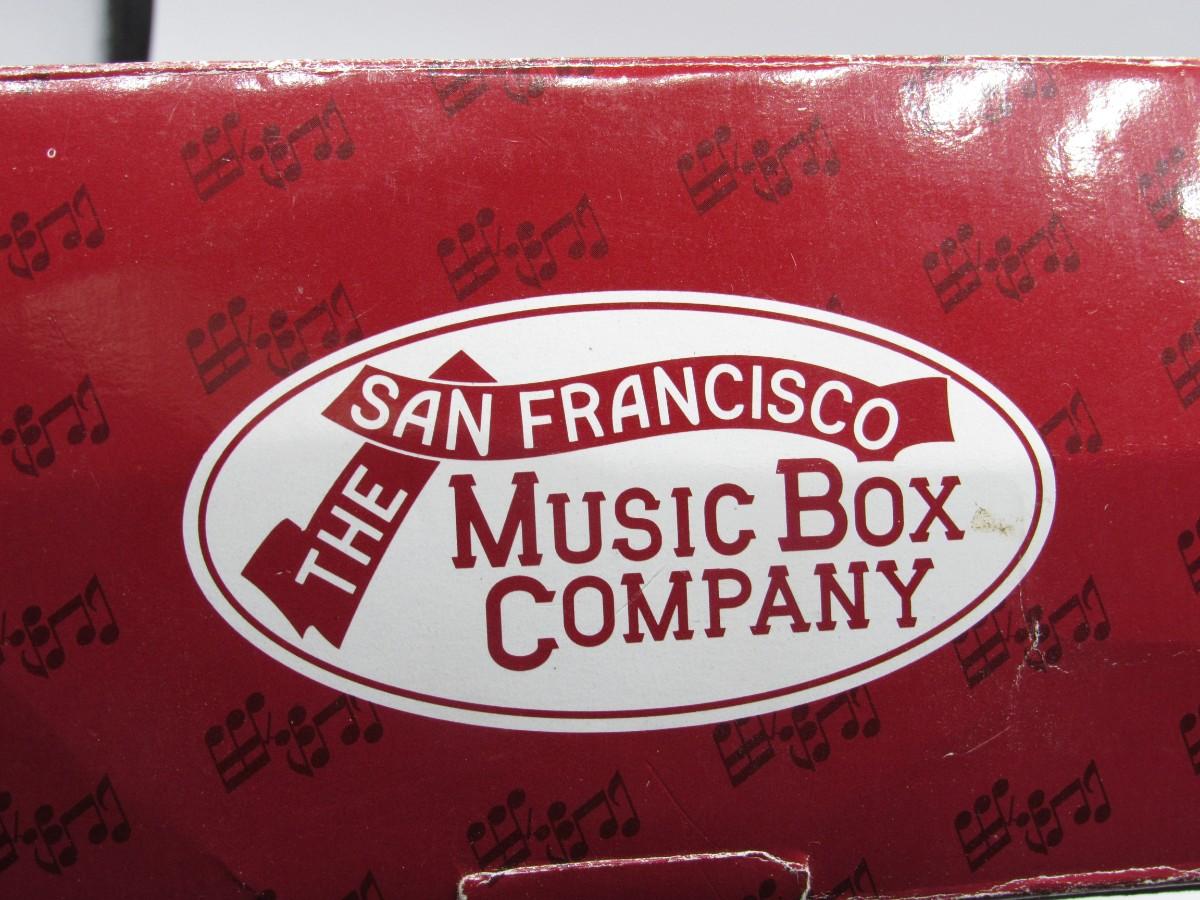 THE
SAN FRANCISCO
MUSIC BOX
COMPANY